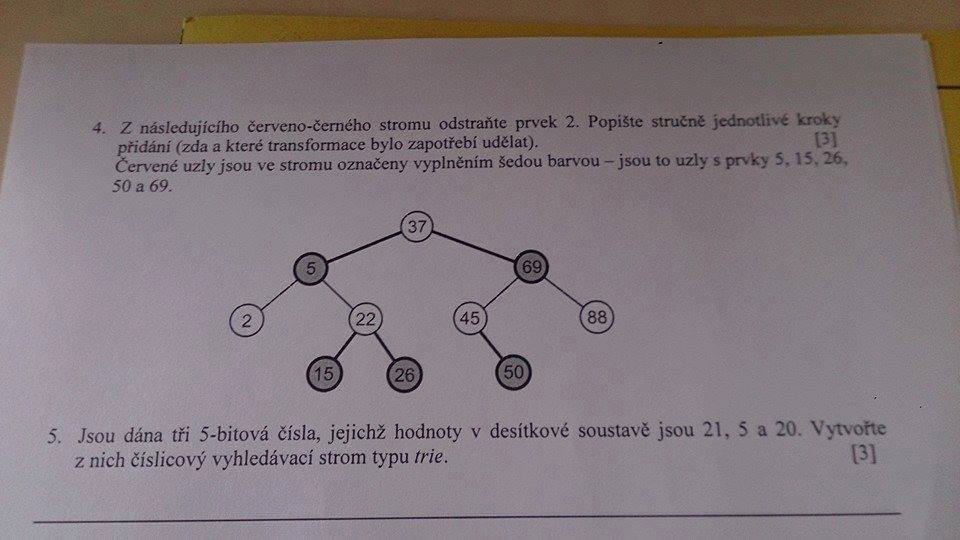 4. Z následujícího červeno-černého stromu odstraňte prvek 2. Popište stručně jednotlivé kroky
přidání (zda a které transformace bylo zapotřebí udělat). [3]
Červené uzly jsou ve stromu označeny vyplněním šedou barvou – jsou to uzly s prvky 5, 15, 26,
50 a 69.
37
5 69
2 22 45 88
15 26 50
5. Jsou dána tři 5-bitová čísla, jejichž hodnoty v desítkové soustavě jsou 21, 5 a 20. Vytvořte
z nich číslicový vyhledávací strom typu trie. [3]